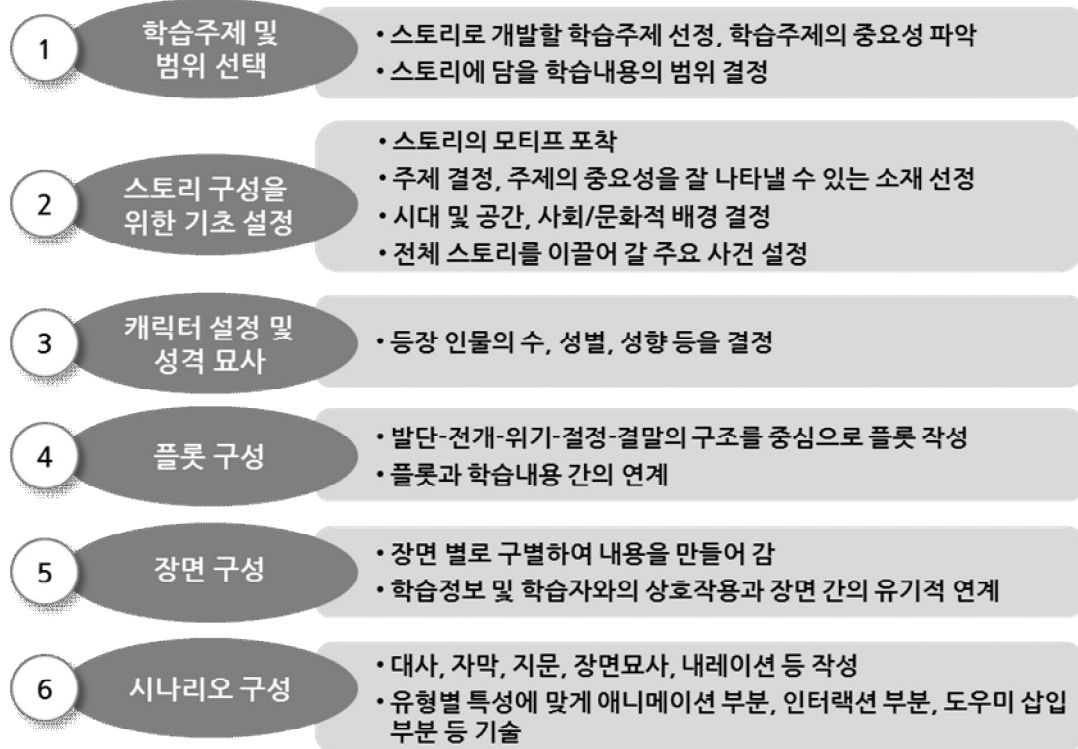 1
학습주제 및
범위 선택
• 스토리로 개발할 학습주제 선정, 학습주제의 중요성 파악
• 스토리에 담을 학습내용의 범위 결정
2
스토리 구성을
위한 기초 설정
• 스토리의 모티프 포착
• 주제 결정, 주제의 중요성을 잘 나타낼 수 있는 소재 선정
• 시대 및 공간, 사회/문화적 배경 결정
• 전체 스토리를 이끌어 갈 주요 사건 설정
3
캐릭터 설정 및
성격 묘사
• 등장 인물의 수, 성별, 성향 등을 결정
4
플롯 구성
• 발단-전개-위기-절정-결말의 구조를 중심으로 플롯 작성
• 플롯과 학습내용 간의 연계
5
장면 구성
• 장면 별로 구별하여 내용을 만들어 감
• 학습정보 및 학습자와의 상호작용과 장면 간의 유기적 연계
6
시나리오 구성
• 대사, 자막, 지문, 장면묘사, 내레이션 등 작성
• 유형별 특성에 맞게 애니메이션 부분, 인터랙션 부분, 도우미 삽입
부분 등 기술